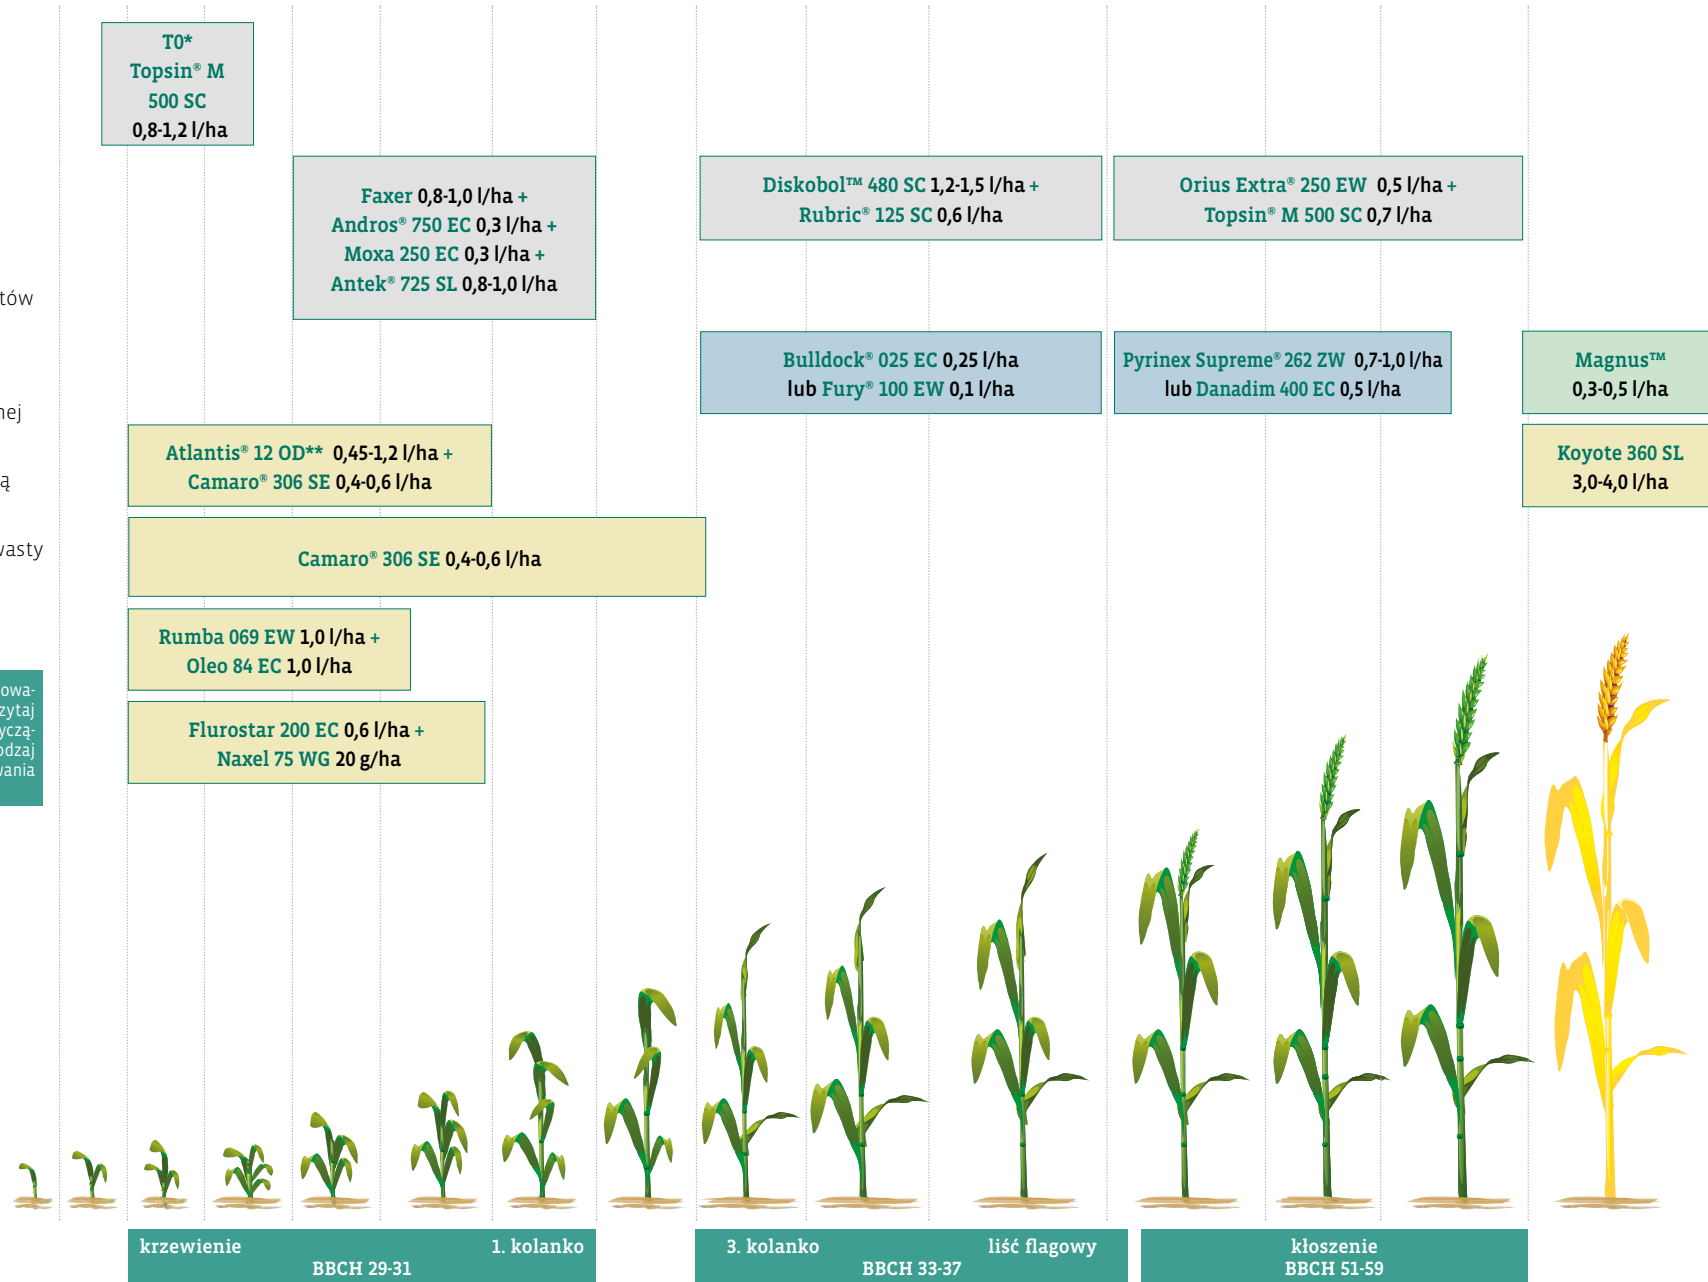 T0*
Topsin® M
500 SC
0,8-1,2 l/ha
Faxer 0,8-1,0 l/ha +
Andros® 750 EC 0,3 l/ha +
Moxa 250 EC 0,3 l/ha +
Antek® 725 SL 0,8-1,0 l/ha
Diskobol™ 480 SC 1,2-1,5 l/ha +
Rubric® 125 SC 0,6 l/ha
Orius Extra® 250 EW 0,5 l/ha +
Topsin® M 500 SC 0,7 l/ha
tów
nej
ą
wasty
Bulldock® 025 EC 0,25 l/ha
lub Fury® 100 EW 0,1 l/ha
Pyrinex Supreme® 262 ZW 0,7-1,0 l/ha
lub Danadim 400 EC 0,5 l/ha
Magnus™
0,3-0,5 l/ha
Atlantis® 12 OD** 0,45-1,2 l/ha +
Camaro® 306 SE 0,4-0,6 l/ha
Koyote 360 SL
3,0-4,0 l/ha
Camaro® 306 SE 0,4-0,6 l/ha
Rumba 069 EW 1,0 l/ha +
Oleo 84 EC 1,0 l/ha
Flurostar 200 EC 0,6 l/ha +
Naxel 75 WG 20 g/ha
owa-
zytaj
yczą-
odzaj
wania
krzewienie 1. kolanko
BBCH 29-31
3. kolanko liść flagowy
BBCH 33-37
kłoszenie
BBCH 51-59